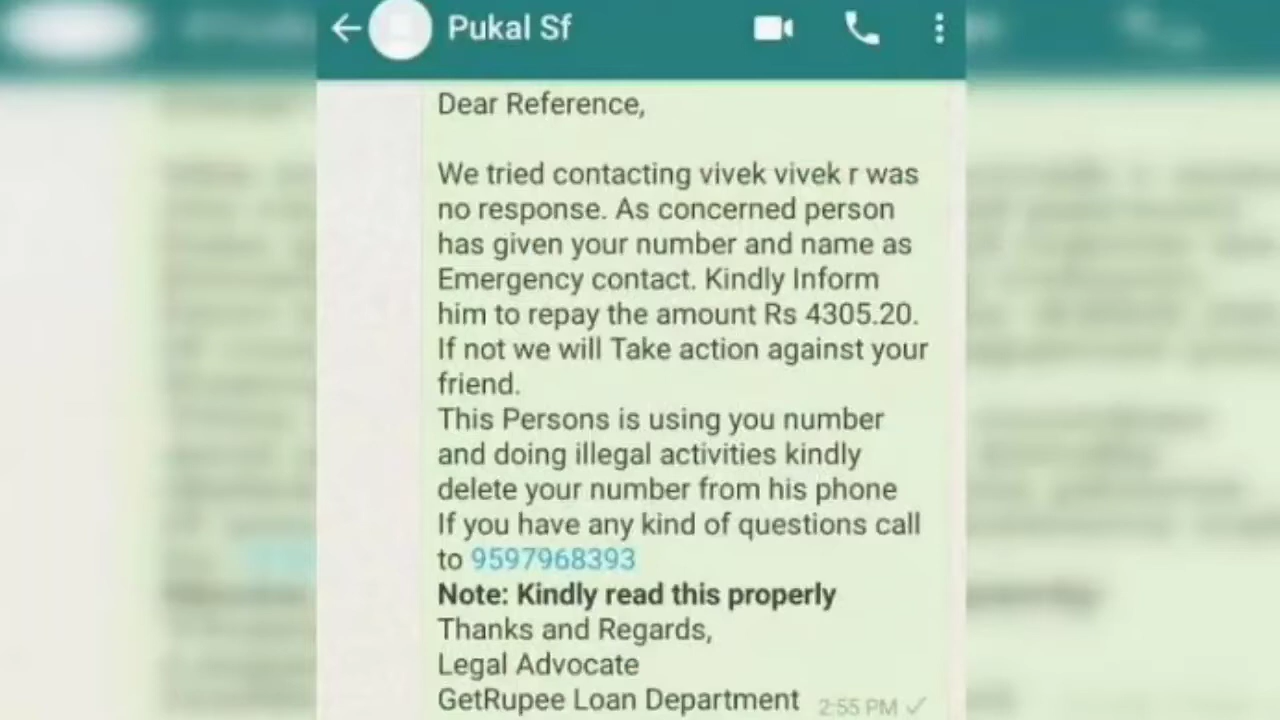 Pukal Sf
Dear Reference,
We tried contacting vivek vivek r was
no response. As concerned person
has given your number and name as
Emergency contact. Kindly Inform
him to repay the amount Rs 4305.20.
If not we will Take action against your
friend.
This Persons is using you number
and doing illegal activities kindly
delete your number from his phone
If you have any kind of questions call
to 9597968393
Note: Kindly read this properly
Thanks and Regards,
Legal Advocate
GetRupee Loan Department 2:55 PM